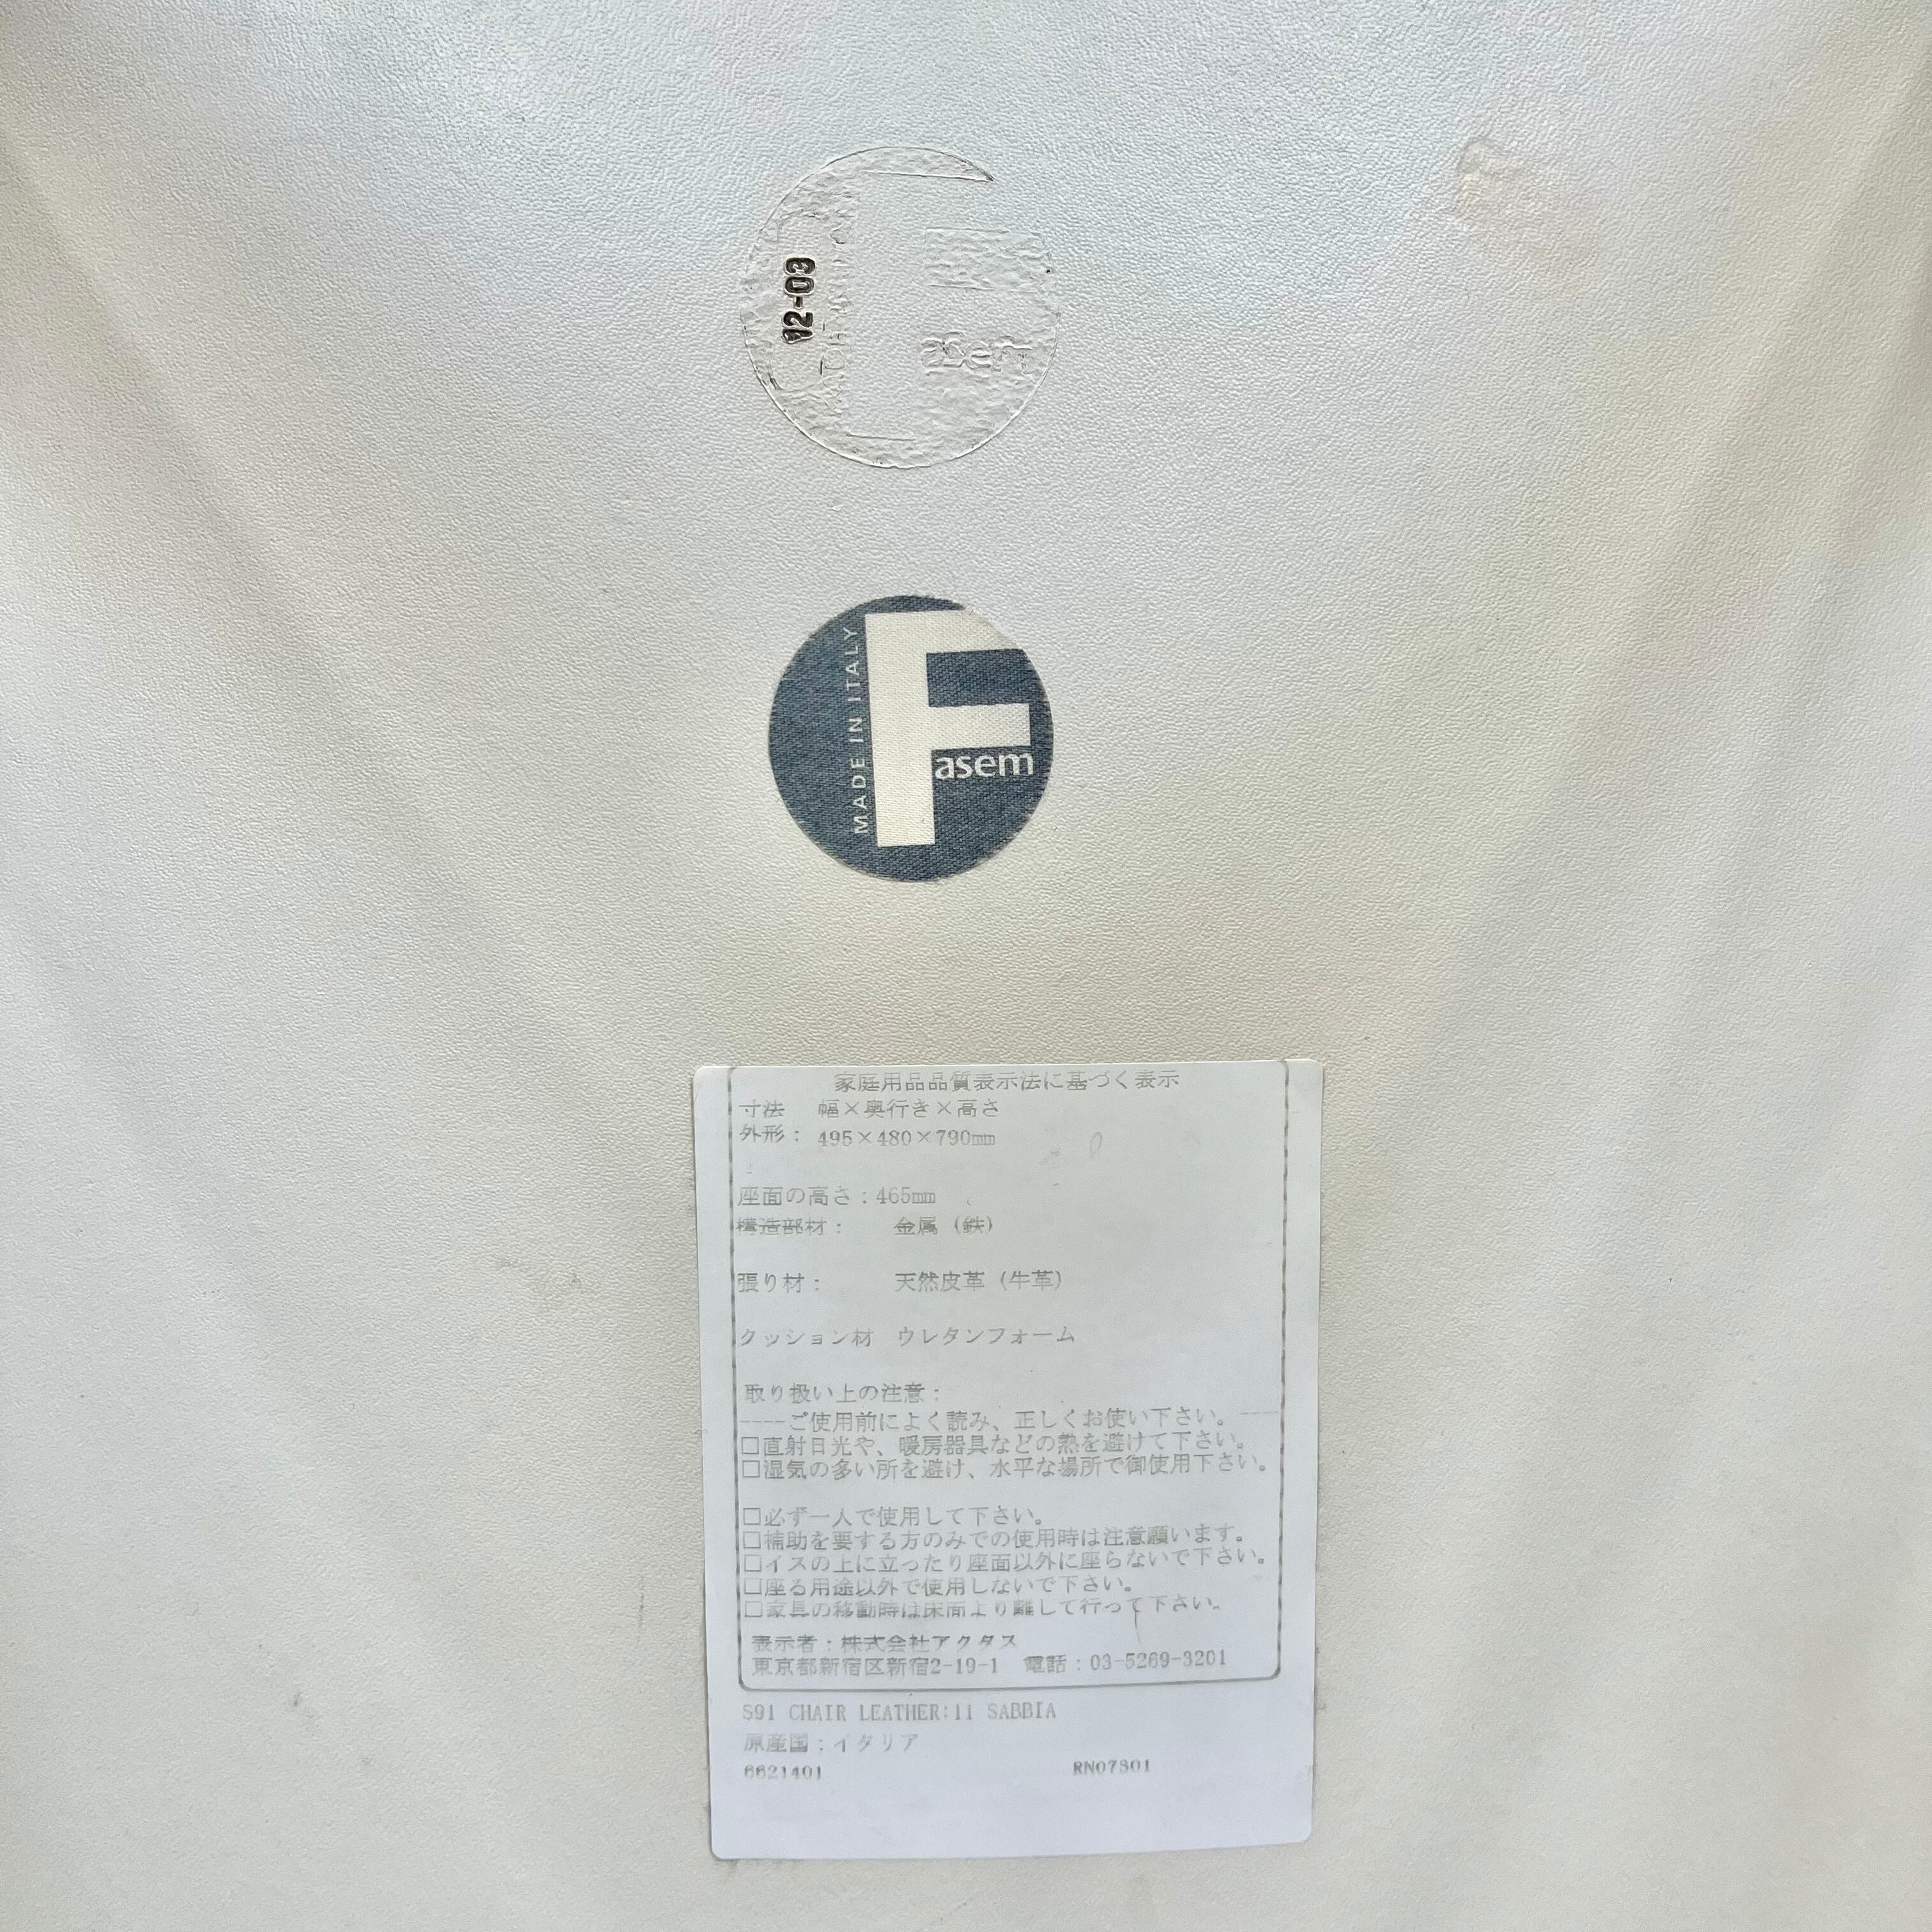 12-03
MADE IN ITALY
Fasem
家庭用品品質表示法に基づく表示
寸法 幅×奥行き×高さ
外形： 495×480×790mm
座面の高さ：465mm
構造部材： 金属（鉄）
張り材： 天然皮革（牛革）
クッション材 ウレタンフォーム
取り扱い上の注意：
----ご使用前によく読み、正しくお使い下さい。----
□直射日光や、暖房器具などの熱を避けて下さい。
□湿気の多い所を避け、水平な場所で御使用下さい。
□必ず一人で使用して下さい。
□補助を要する方のみでの使用時は注意願います。
□イスの上に立ったり座面以外に座らないで下さい。
□座る用途以外で使用しないで下さい。
□家具の移動時は床面より離して行って下さい。
表示者：株式会社アクタス
東京都新宿区新宿2-19-1 電話：03-5269-3201
S91 CHAIR LEATHER:11 SABBIA
原産国：イタリア
6621401 RN07801